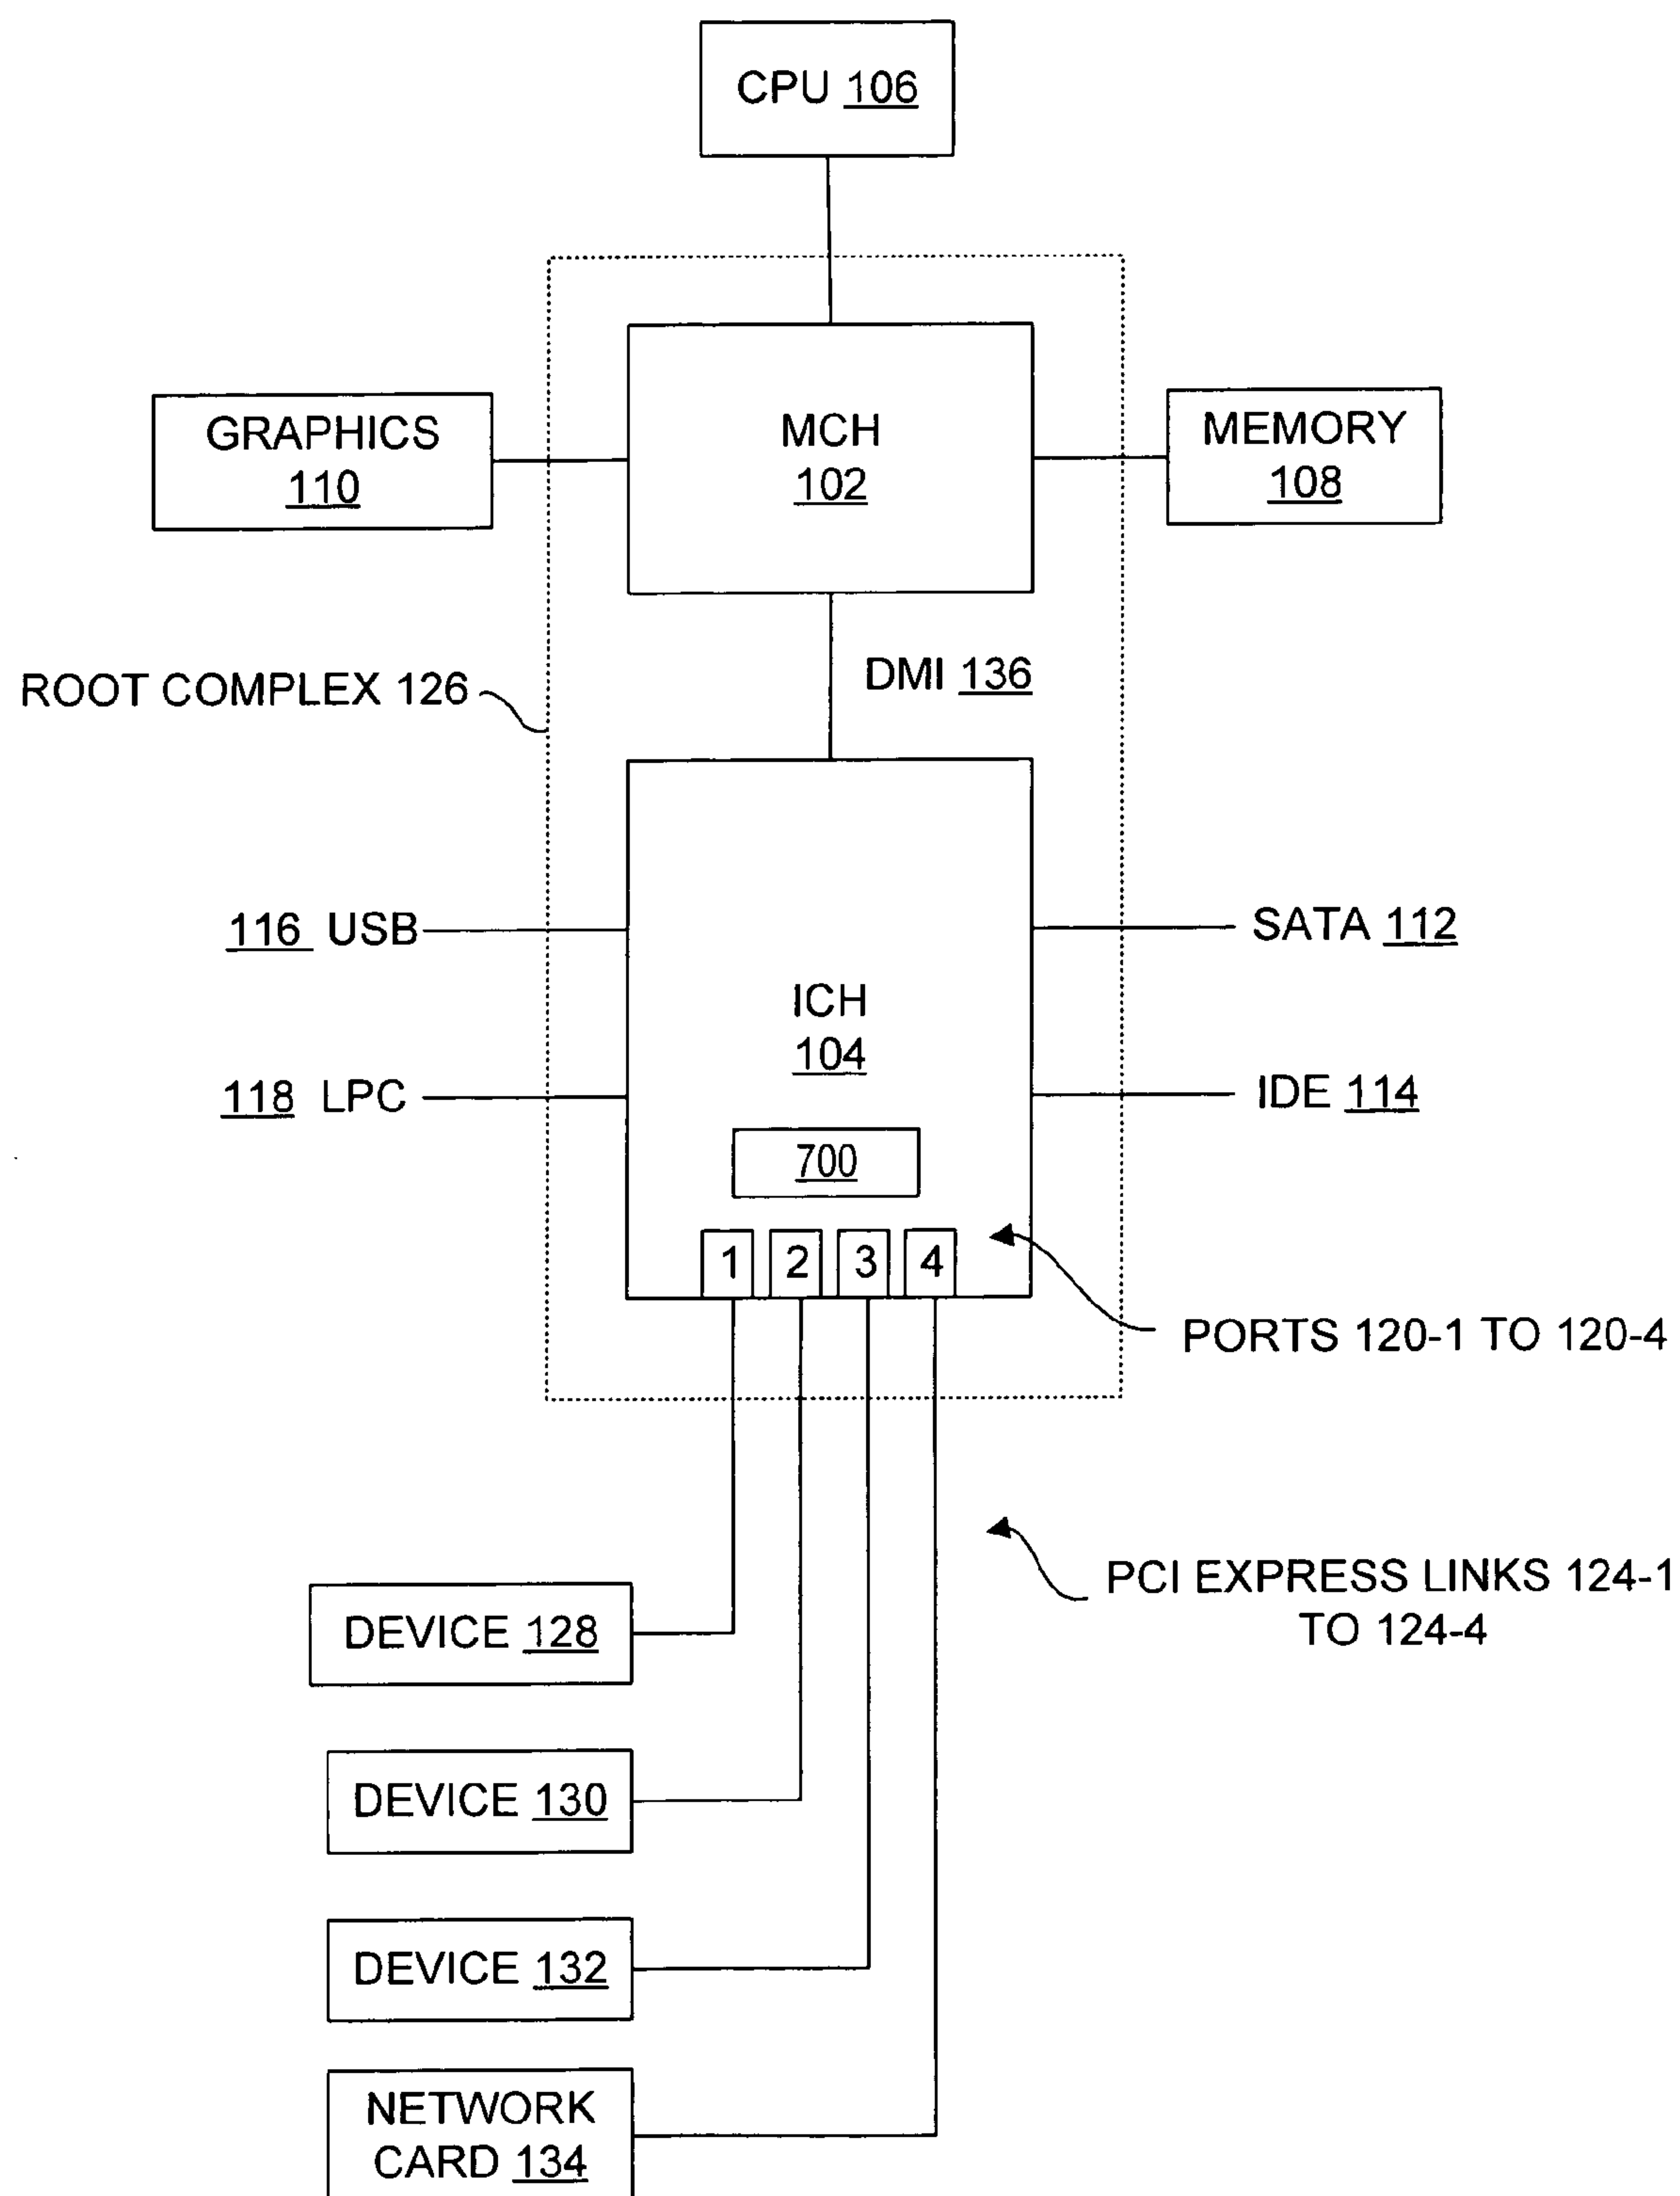 CPU 106
GRAPHICS
110
MCH
102
MEMORY
108
ROOT COMPLEX 126
DMI 136
116 USB
SATA 112
ICH
104
118 LPC
IDE 114
700
1 2 3 4
PORTS 120-1 TO 120-4
PCI EXPRESS LINKS 124-1
TO 124-4
DEVICE 128
DEVICE 130
DEVICE 132
NETWORK
CARD 134